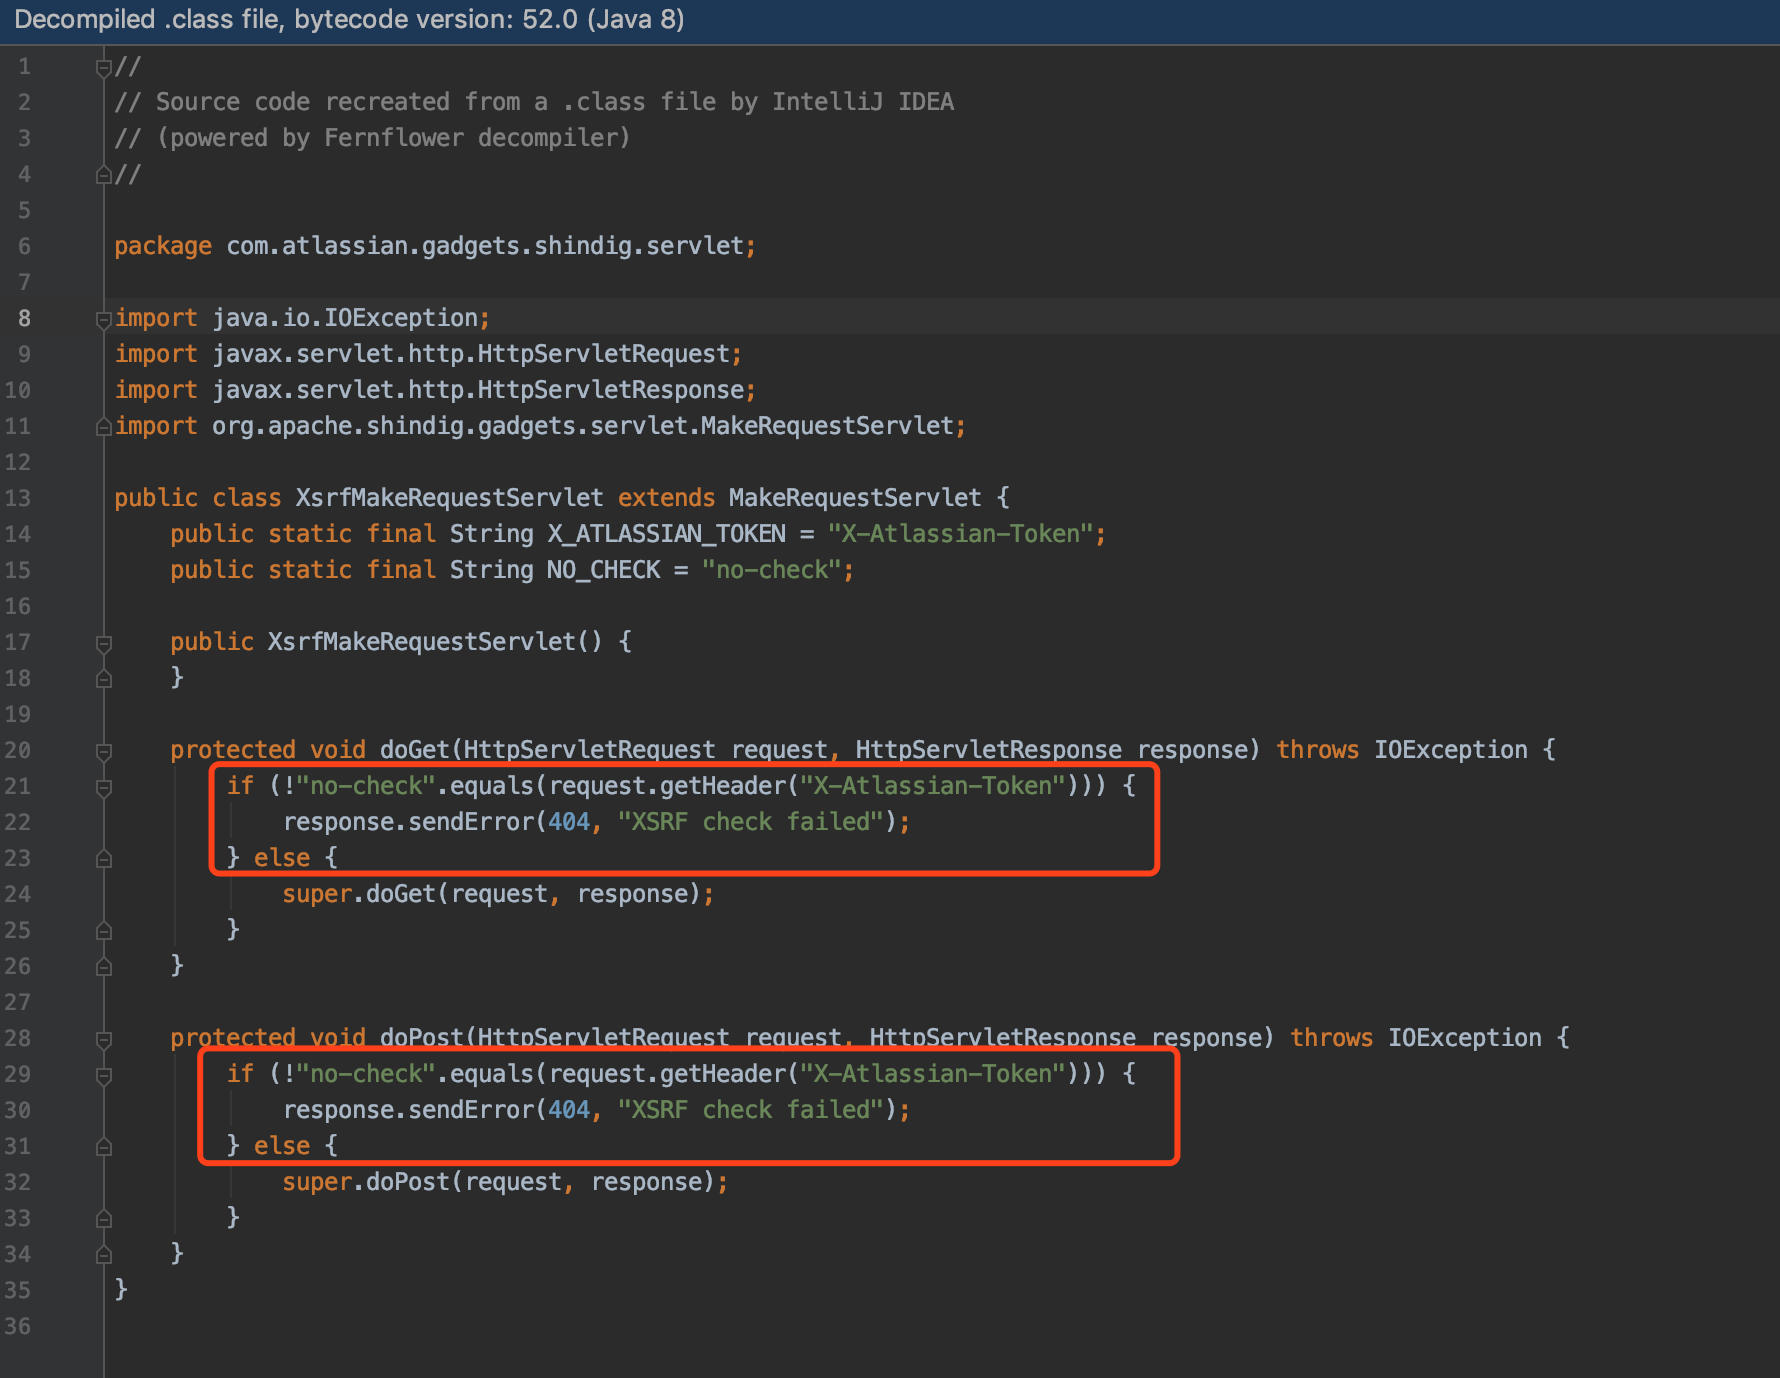 Decompiled .class file, bytecode version: 52.0 (Java 8)
1 //
2 // Source code recreated from a .class file by IntelliJ IDEA
3 // (powered by Fernflower decompiler)
4 //
5
6 package com.atlassian.gadgets.shindig.servlet;
7
8 import java.io.IOException;
9 import javax.servlet.http.HttpServletRequest;
10 import javax.servlet.http.HttpServletResponse;
11 import org.apache.shindig.gadgets.servlet.MakeRequestServlet;
12
13 public class XsrfMakeRequestServlet extends MakeRequestServlet {
14     public static final String X_ATLASSIAN_TOKEN = "X-Atlassian-Token";
15     public static final String NO_CHECK = "no-check";
16
17     public XsrfMakeRequestServlet() {
18     }
19
20     protected void doGet(HttpServletRequest request, HttpServletResponse response) throws IOException {
21         if (!"no-check".equals(request.getHeader("X-Atlassian-Token"))) {
22             response.sendError(404, "XSRF check failed");
23         } else {
24             super.doGet(request, response);
25         }
26     }
27
28     protected void doPost(HttpServletRequest request, HttpServletResponse response) throws IOException {
29         if (!"no-check".equals(request.getHeader("X-Atlassian-Token"))) {
30             response.sendError(404, "XSRF check failed");
31         } else {
32             super.doPost(request, response);
33         }
34     }
35 }
36